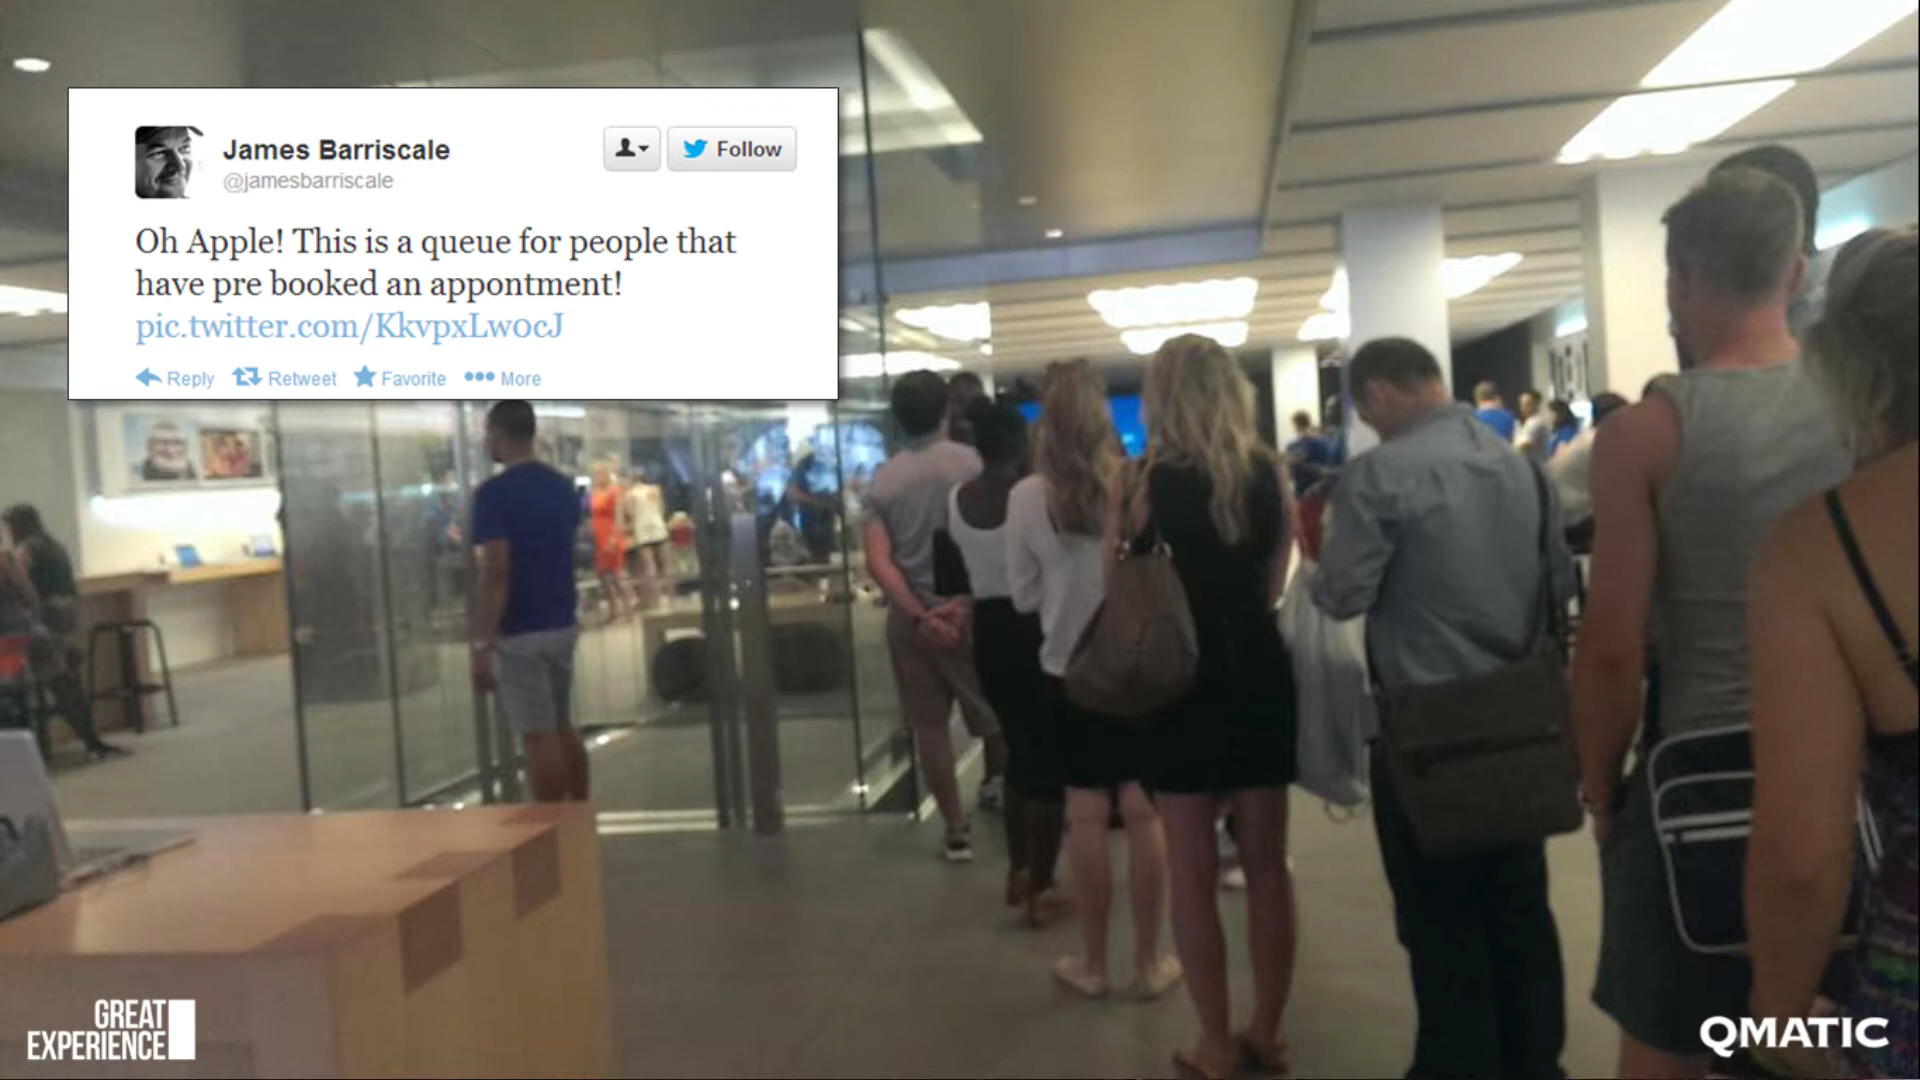 James Barriscale
@jamesbarriscale
Follow
Oh Apple! This is a queue for people that
have pre booked an appontment!
pic.twitter.com/KkvpxLwocJ
Reply Retweet Favorite More
GREAT
EXPERIENCE
QMATIC